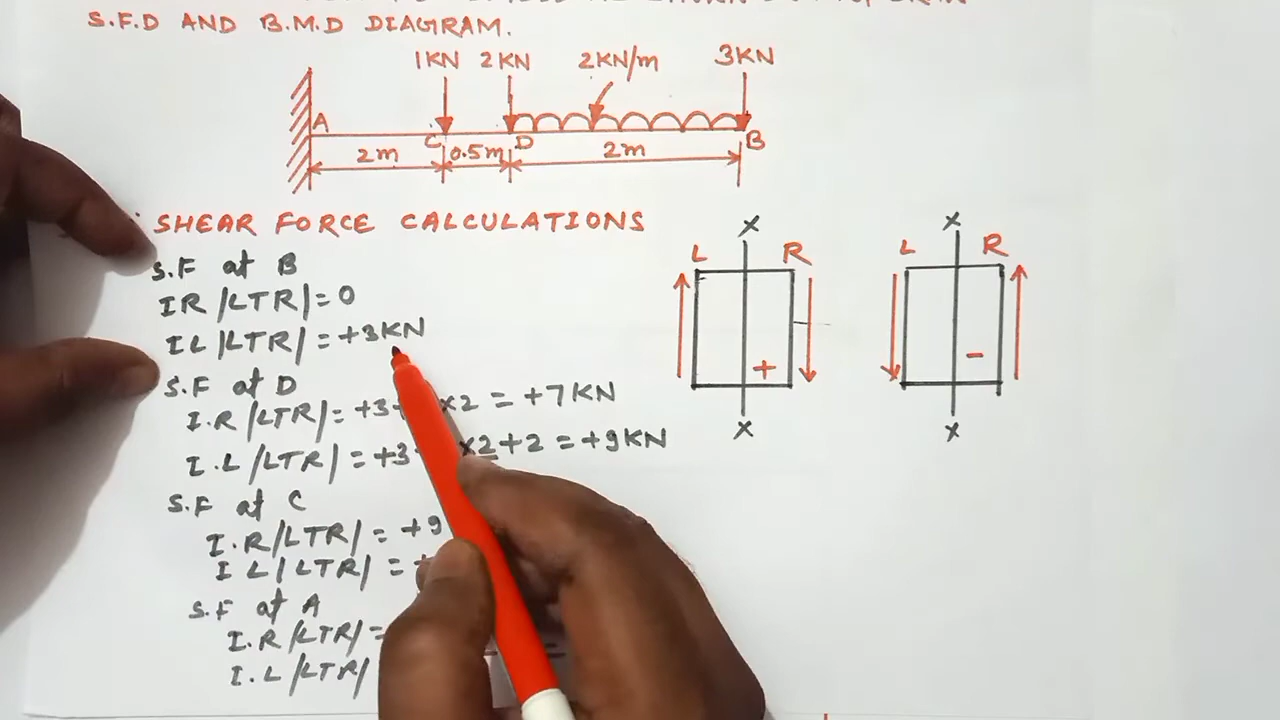 S.F.D AND B.M.D DIAGRAM.
1KN 2KN 2KN/m 3KN
A C D B
2m 0.5m 2m
SHEAR FORCE CALCULATIONS
S.F at B
IR /LTR/ = 0
IL /LTR/ = +3KN
S.F at D
I.R /LTR/ = +3+ x2 = +7KN
I.L /LTR/ = +3+ x2+2 = +9KN
S.F at C
I.R /LTR/ = +9
I L /LTR/ = +
S.F at A
I.R /LTR/ =
I.L /LTR/
X X
L R L R
+ -
X X